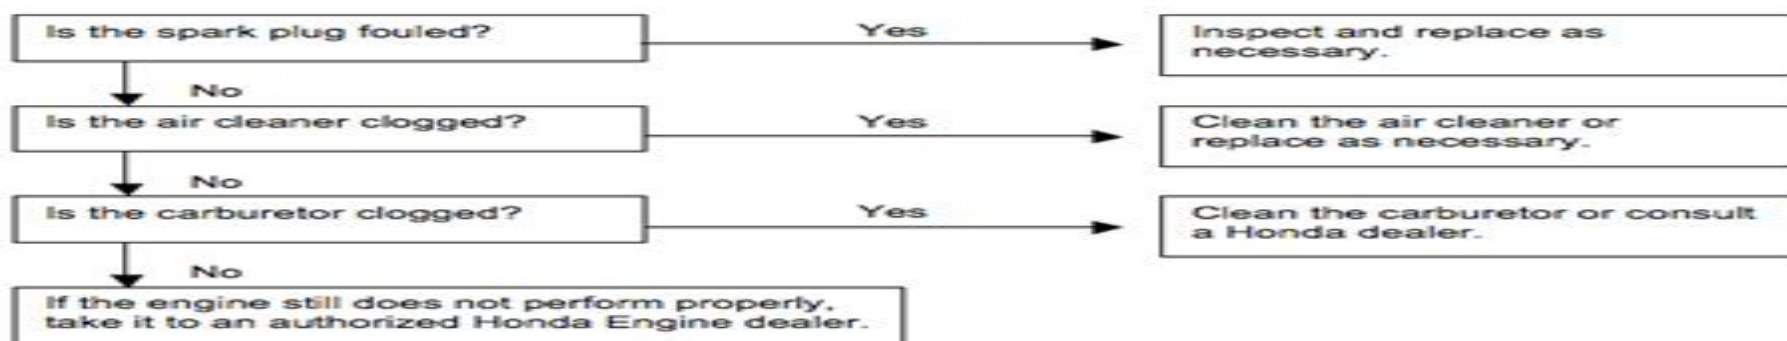 Is the spark plug fouled?
Yes
Inspect and replace as
necessary.
No
Is the air cleaner clogged?
Yes
Clean the air cleaner or
replace as necessary.
No
Is the carburetor clogged?
Yes
Clean the carburetor or consult
a Honda dealer.
No
If the engine still does not perform properly,
take it to an authorized Honda Engine dealer.